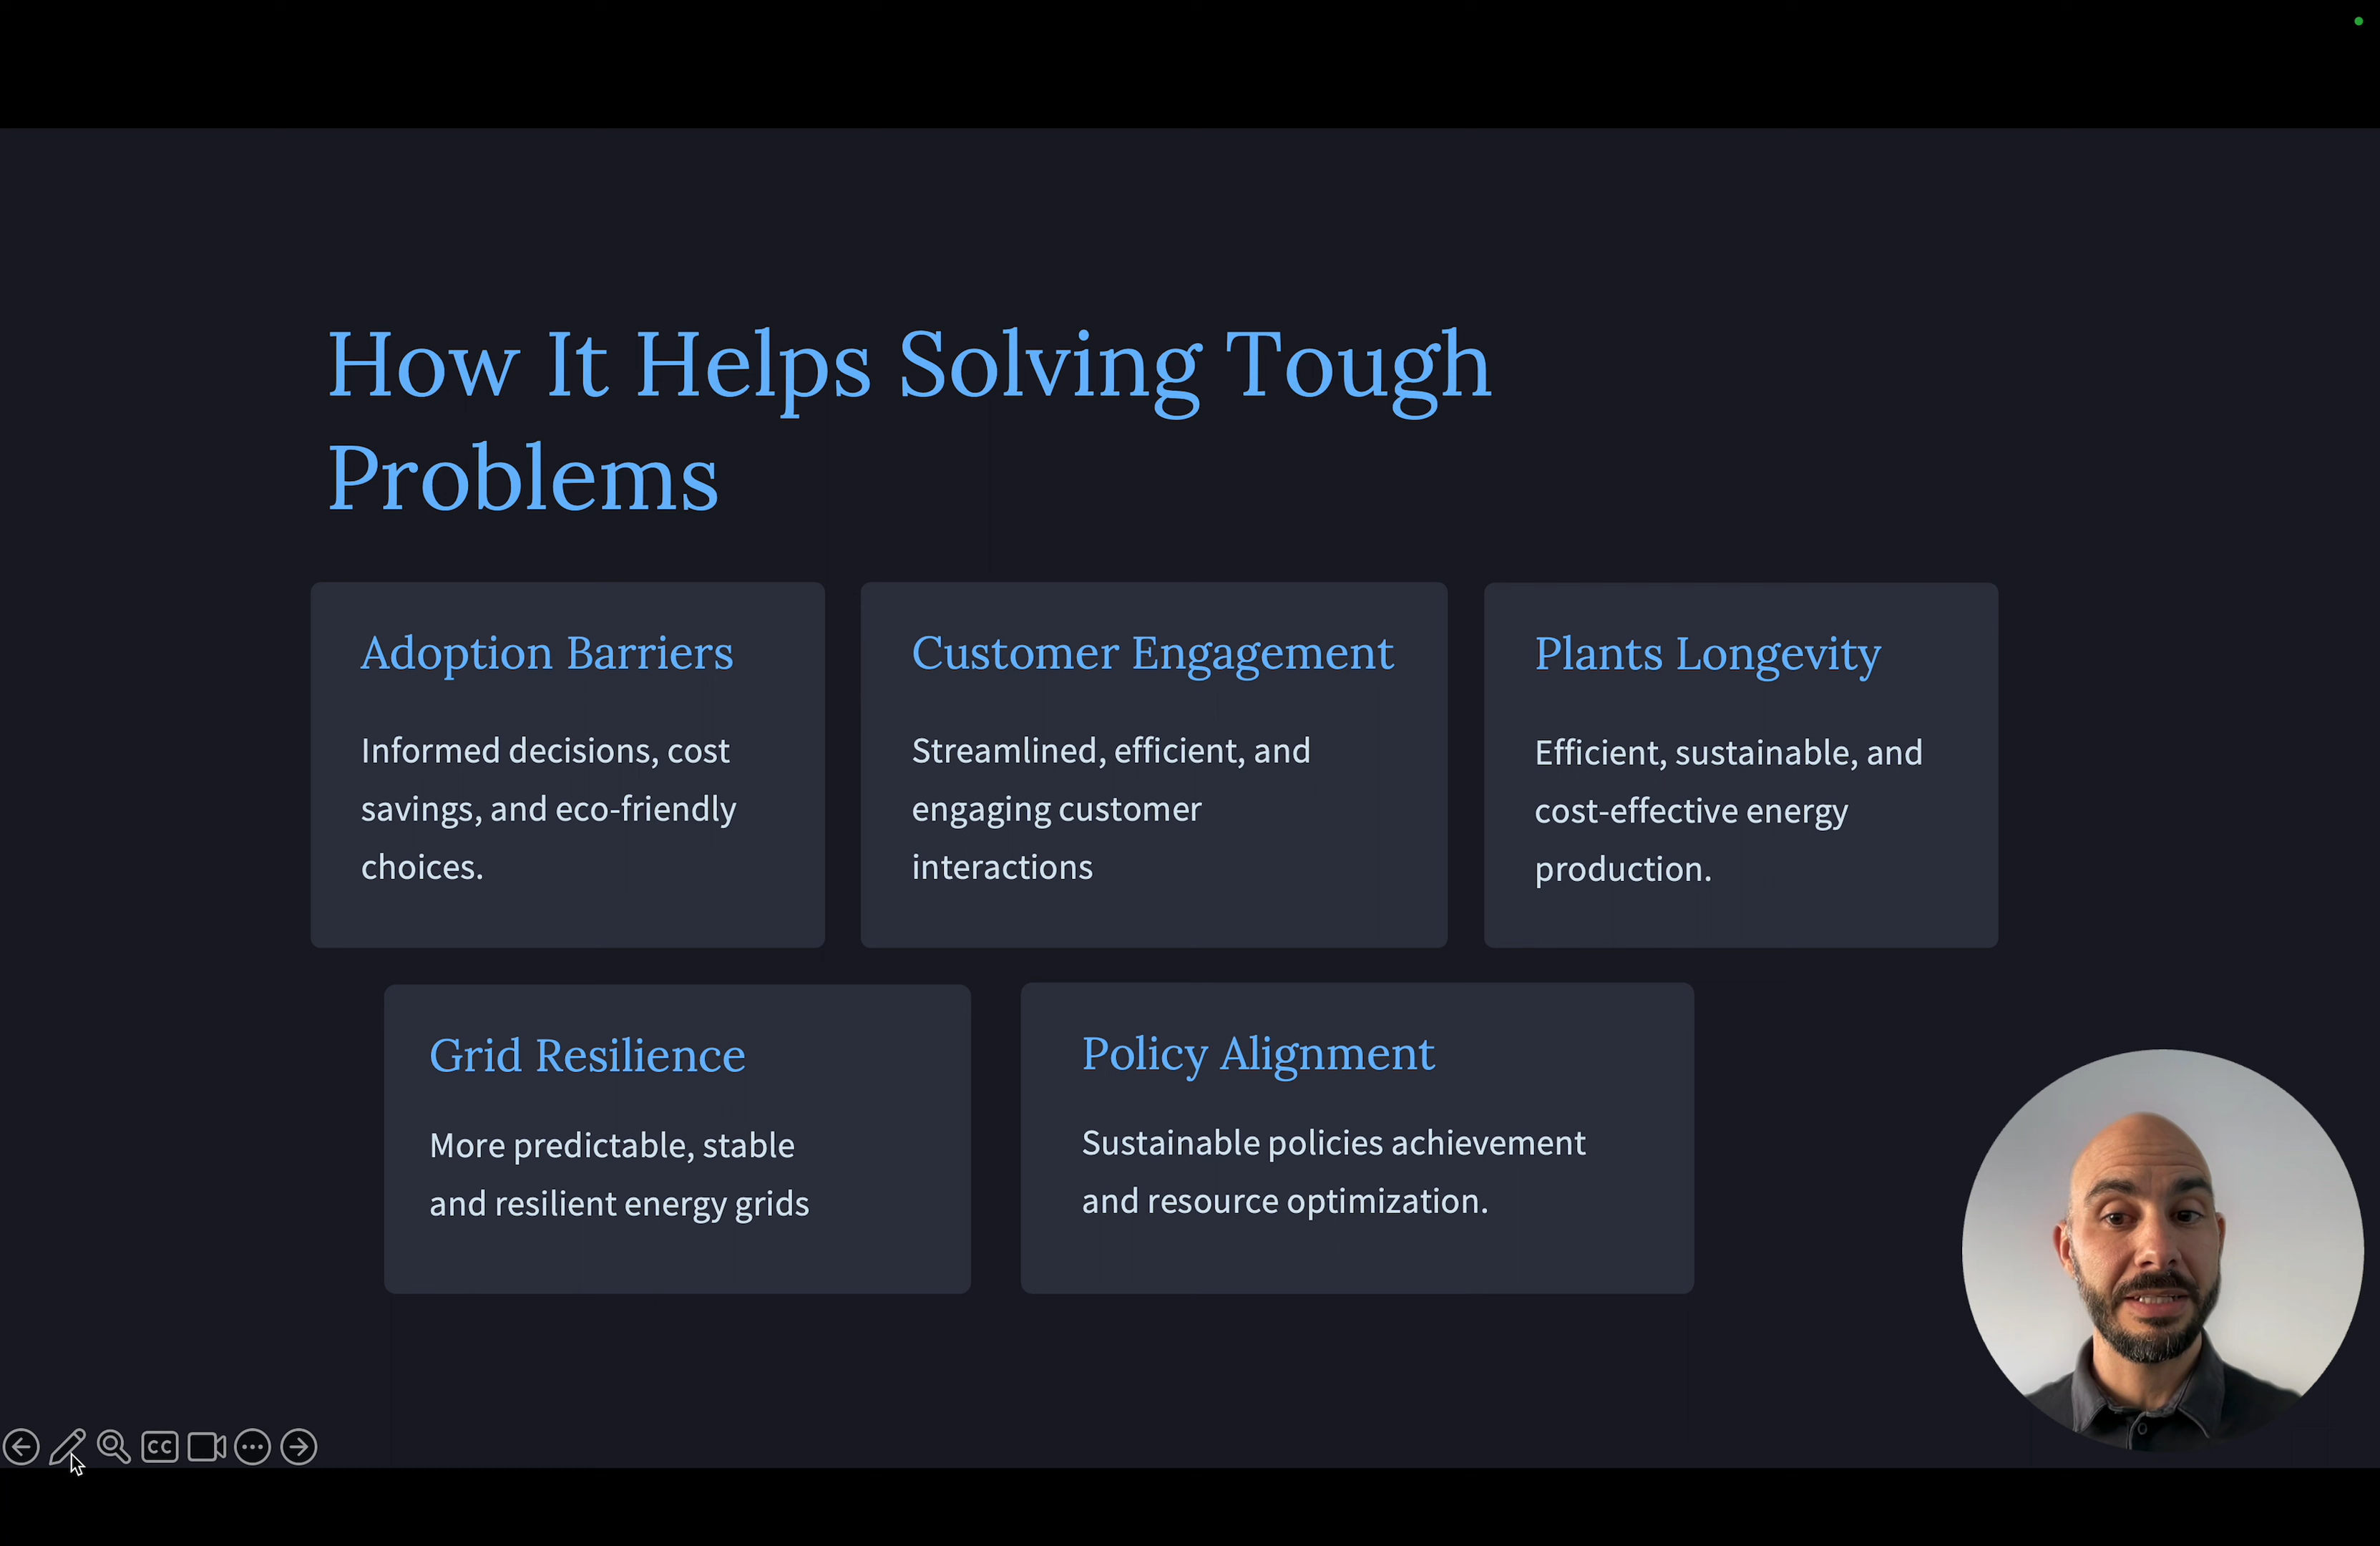 How It Helps Solving Tough
Problems
Adoption Barriers
Informed decisions, cost
savings, and eco-friendly
choices.
Customer Engagement
Streamlined, efficient, and
engaging customer
interactions
Plants Longevity
Efficient, sustainable, and
cost-effective energy
production.
Grid Resilience
More predictable, stable
and resilient energy grids
Policy Alignment
Sustainable policies achievement
and resource optimization.
CC